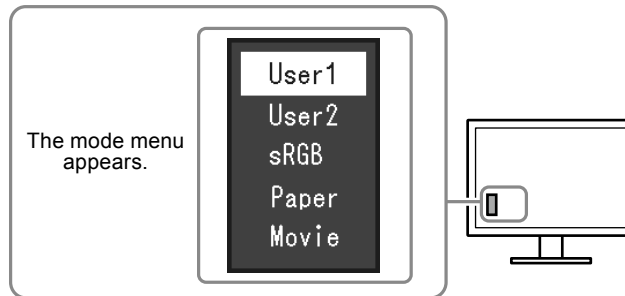 The mode menu
appears.
User1
User2
sRGB
Paper
Movie